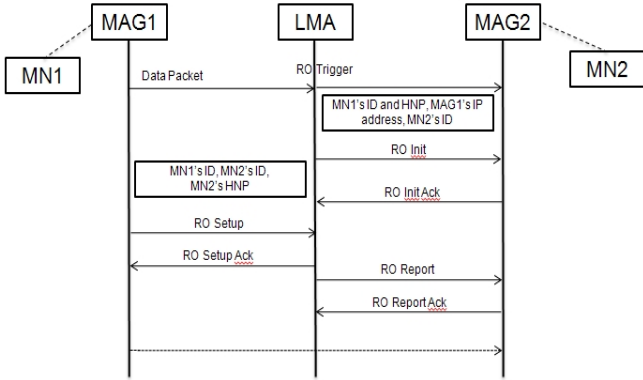 MAG1
LMA
MAG2
MN1
MN2
Data Packet
RO Trigger
MN1's ID and HNP, MAG1's IP
address, MN2's ID
RO Init
MN1's ID, MN2's ID,
MN2's HNP
RO Init Ack
RO Setup
RO Setup Ack
RO Report
RO Report Ack